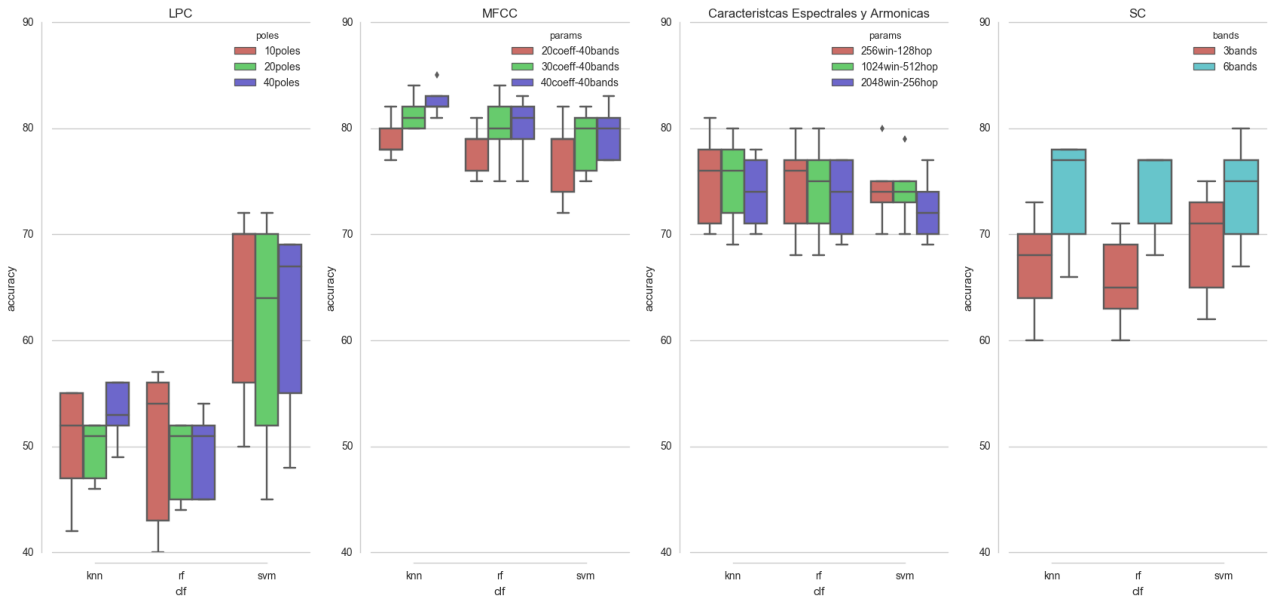 LPC
90
80
70
60
50
40
accuracy
poles
10poles
20poles
40poles
knn
rf
svm
clf
MFCC
90
80
70
60
50
40
accuracy
params
20coeff-40bands
30coeff-40bands
40coeff-40bands
knn
rf
svm
clf
Caracteristcas Espectrales y Armonicas
90
80
70
60
50
40
accuracy
params
256win-128hop
1024win-512hop
2048win-256hop
knn
rf
svm
clf
SC
90
80
70
60
50
40
accuracy
bands
3bands
6bands
knn
rf
svm
clf